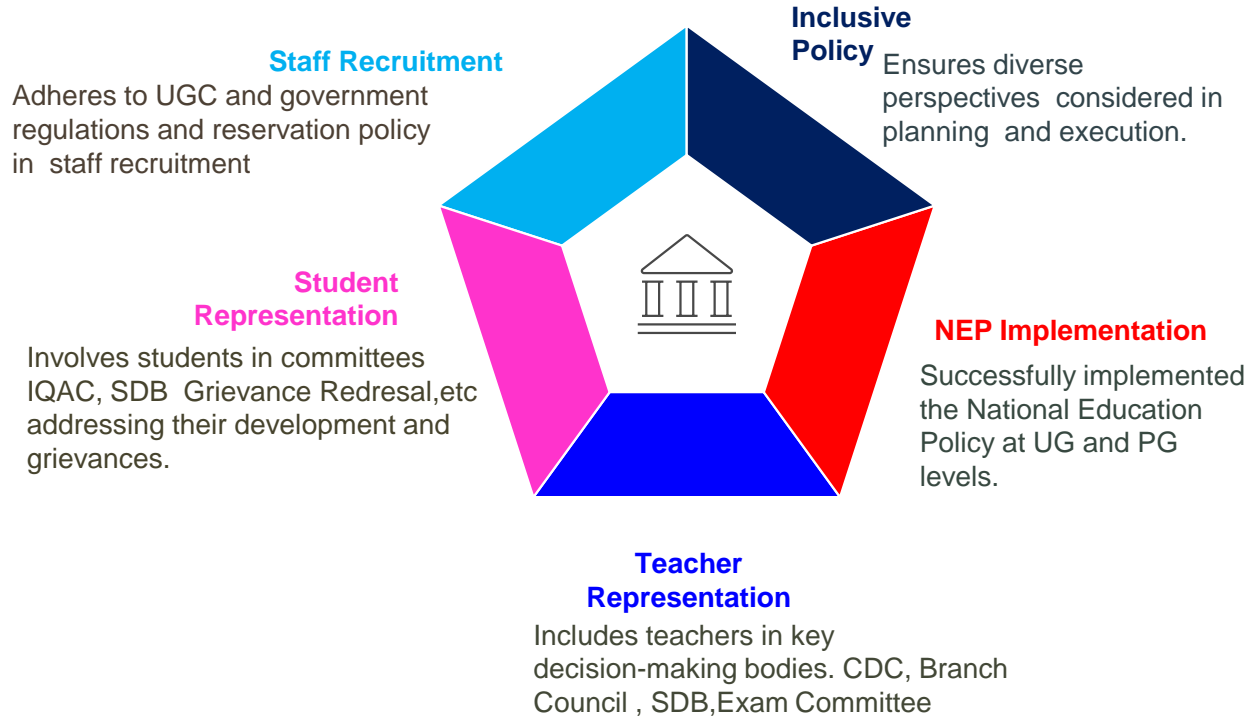 Inclusive
Policy
Ensures diverse
perspectives considered in
planning and execution.
Staff Recruitment
Adheres to UGC and government
regulations and reservation policy
in staff recruitment
Student
Representation
Involves students in committees
IQAC, SDB Grievance Redresal,etc
addressing their development and
grievances.
NEP Implementation
Successfully implemented
the National Education
Policy at UG and PG
levels.
Teacher
Representation
Includes teachers in key
decision-making bodies. CDC, Branch
Council , SDB,Exam Committee